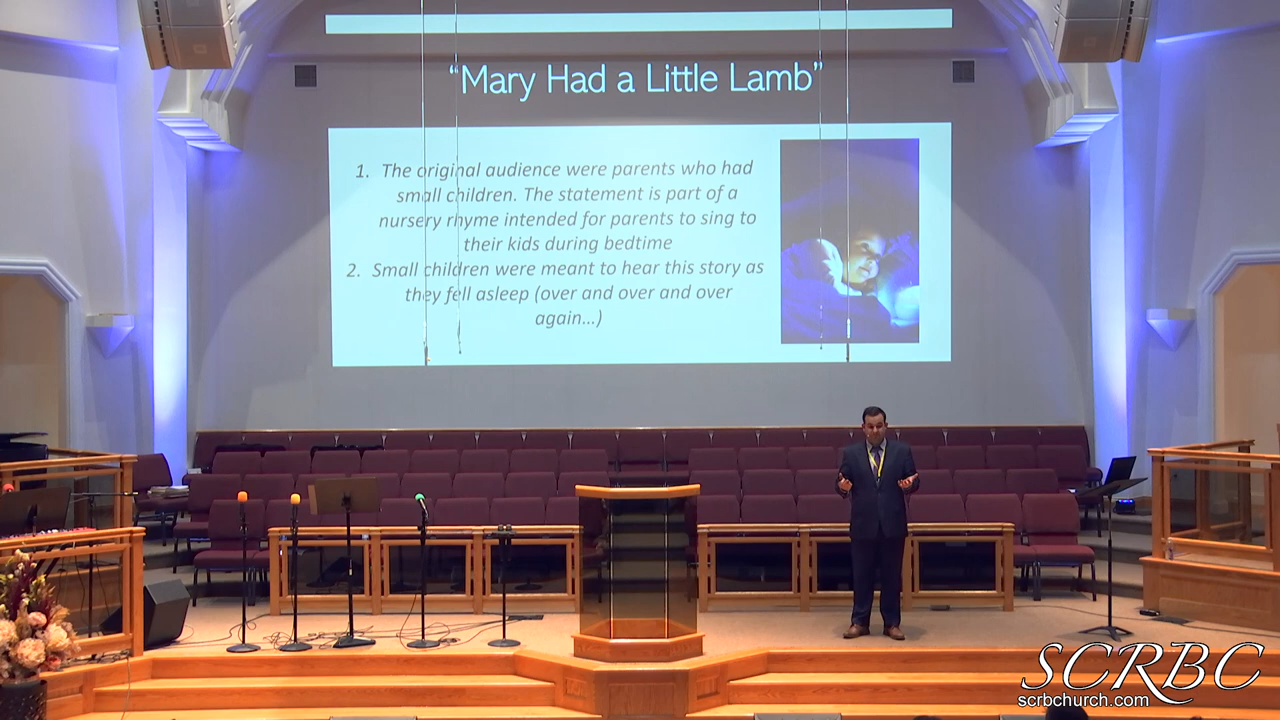 “Mary Had a Little Lamb”
1. The original audience were parents who had
small children. The statement is part of a
nursery rhyme intended for parents to sing to
their kids during bedtime
2. Small children were meant to hear this story as
they fell asleep (over and over and over
again...)
SCRBC
scrbchurch.com